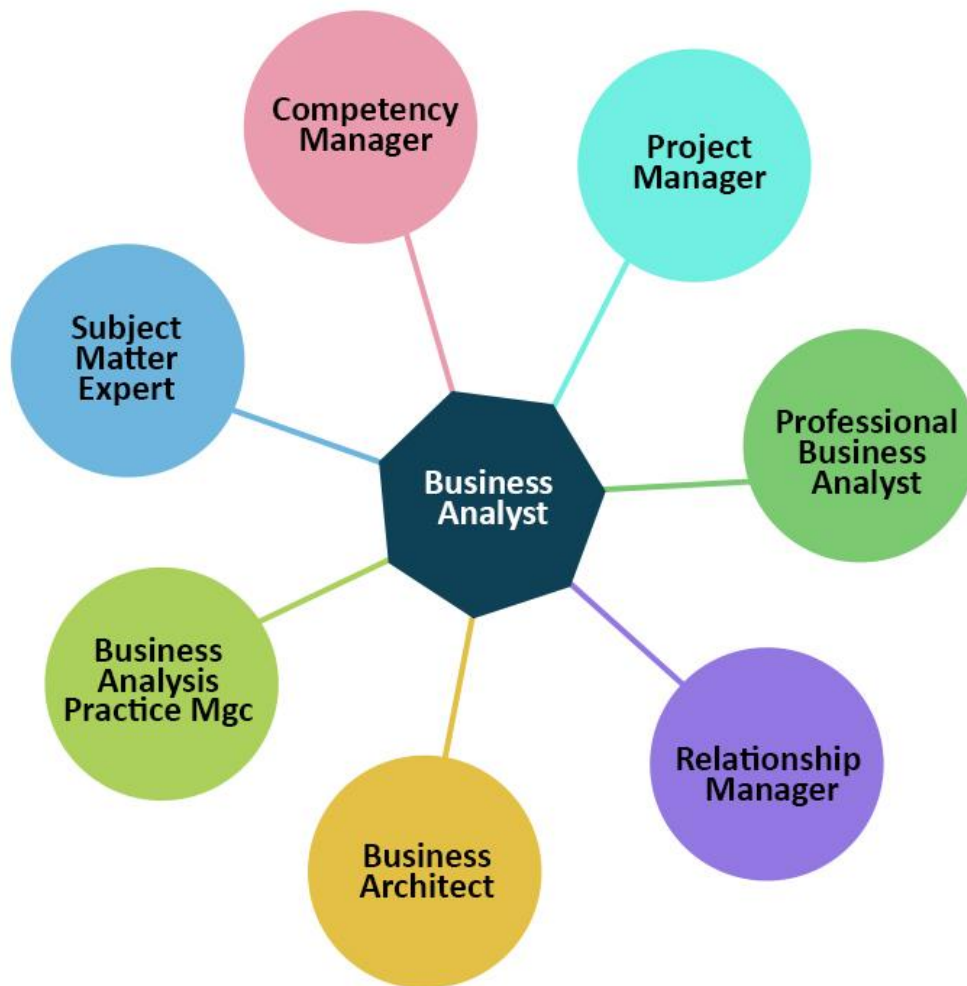 Competency
Manager
Project
Manager
Subject
Matter
Expert
Professional
Business
Analyst
Business
Analyst
Business
Analysis
Practice Mgc
Relationship
Manager
Business
Architect